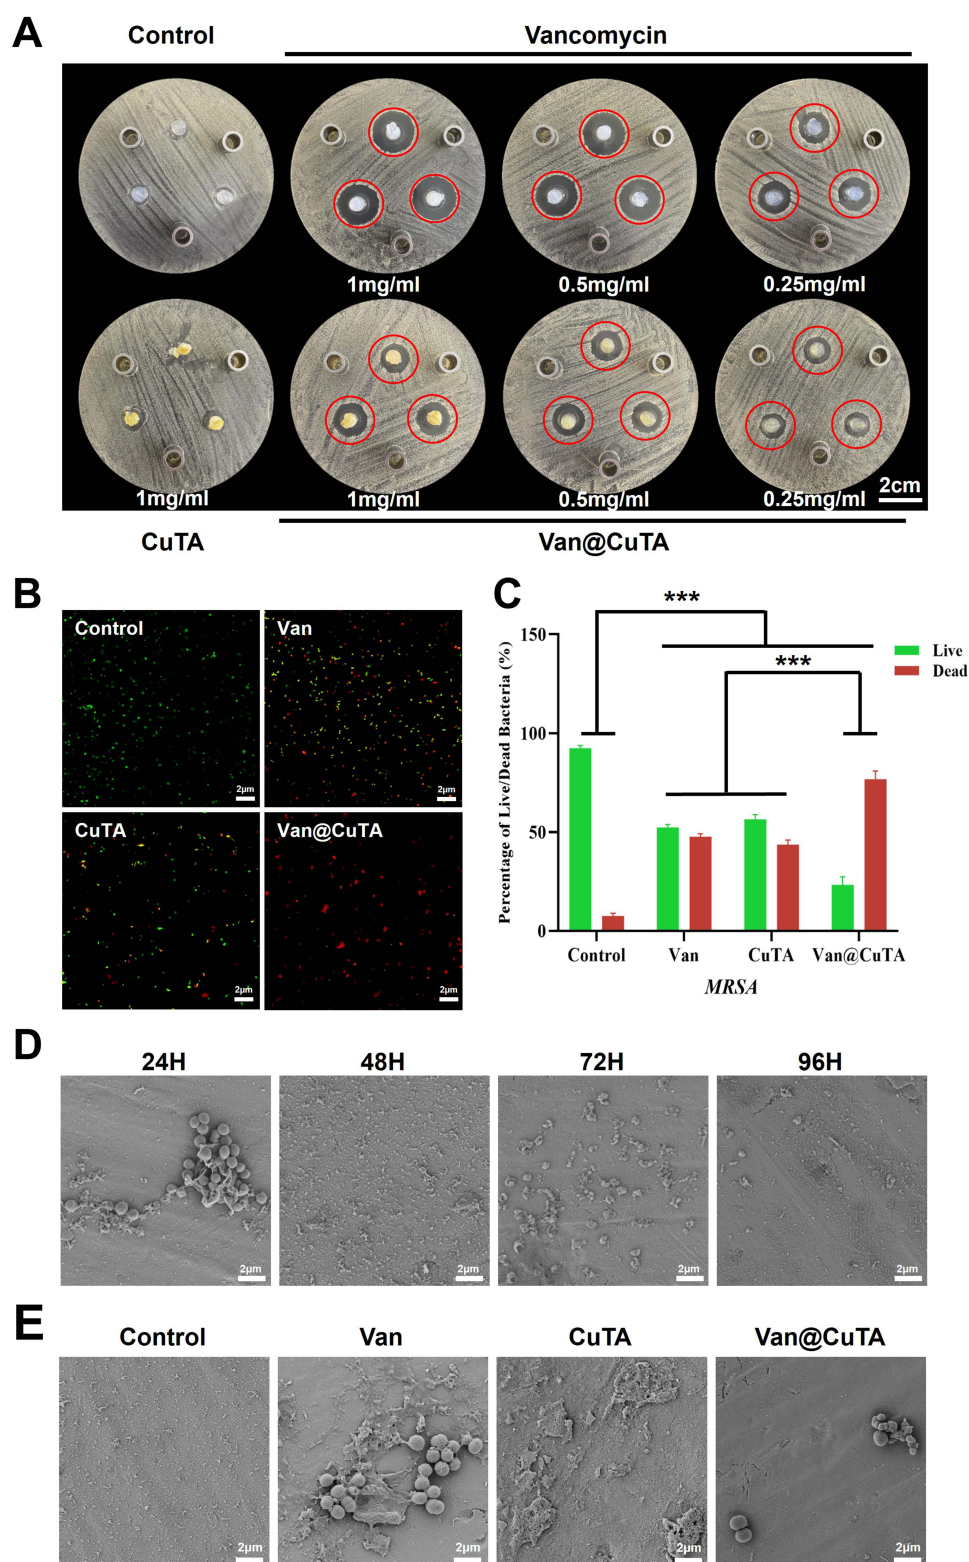 A
Control
Vancomycin
1mg/ml
0.5mg/ml
0.25mg/ml
1mg/ml
1mg/ml
0.5mg/ml
0.25mg/ml
2cm
CuTA
Van@CuTA
B
Control
Van
2μm
2μm
CuTA
Van@CuTA
2μm
2μm
C
***
***
Live
Dead
Percentage of Live/Dead Bacteria (%)
150
100
50
0
Control
Van
CuTA
Van@CuTA
MRSA
D
24H
48H
72H
96H
2μm
2μm
2μm
2μm
E
Control
Van
CuTA
Van@CuTA
2μm
2μm
2μm
2μm